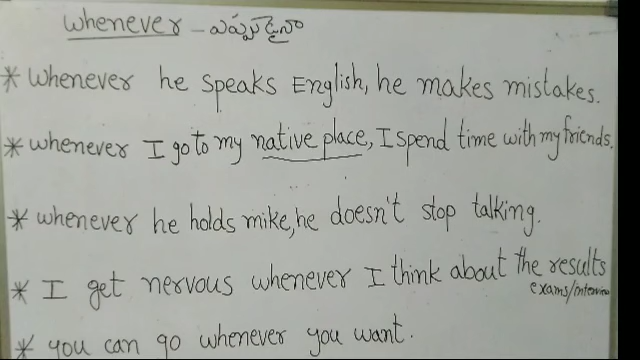 whenever - ఎప్పుడైనా
* whenever he speaks English, he makes mistakes.
* whenever I go to my native place, I spend time with my friends.
* whenever he holds mike, he doesn't stop talking.
* I get nervous whenever I think about the results
exams/interview
* you can go whenever you want.